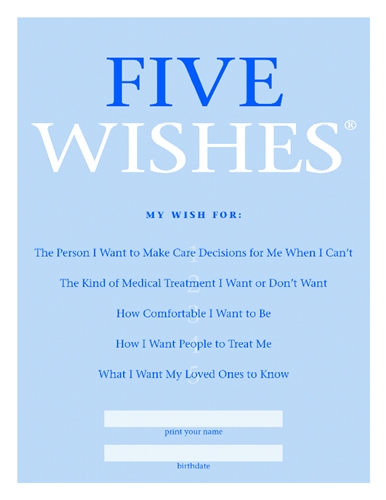 FIVE
WISHES®
MY WISH FOR:
The Person I Want to Make Care Decisions for Me When I Can't
The Kind of Medical Treatment I Want or Don't Want
How Comfortable I Want to Be
How I Want People to Treat Me
What I Want My Loved Ones to Know
print your name
birthdate